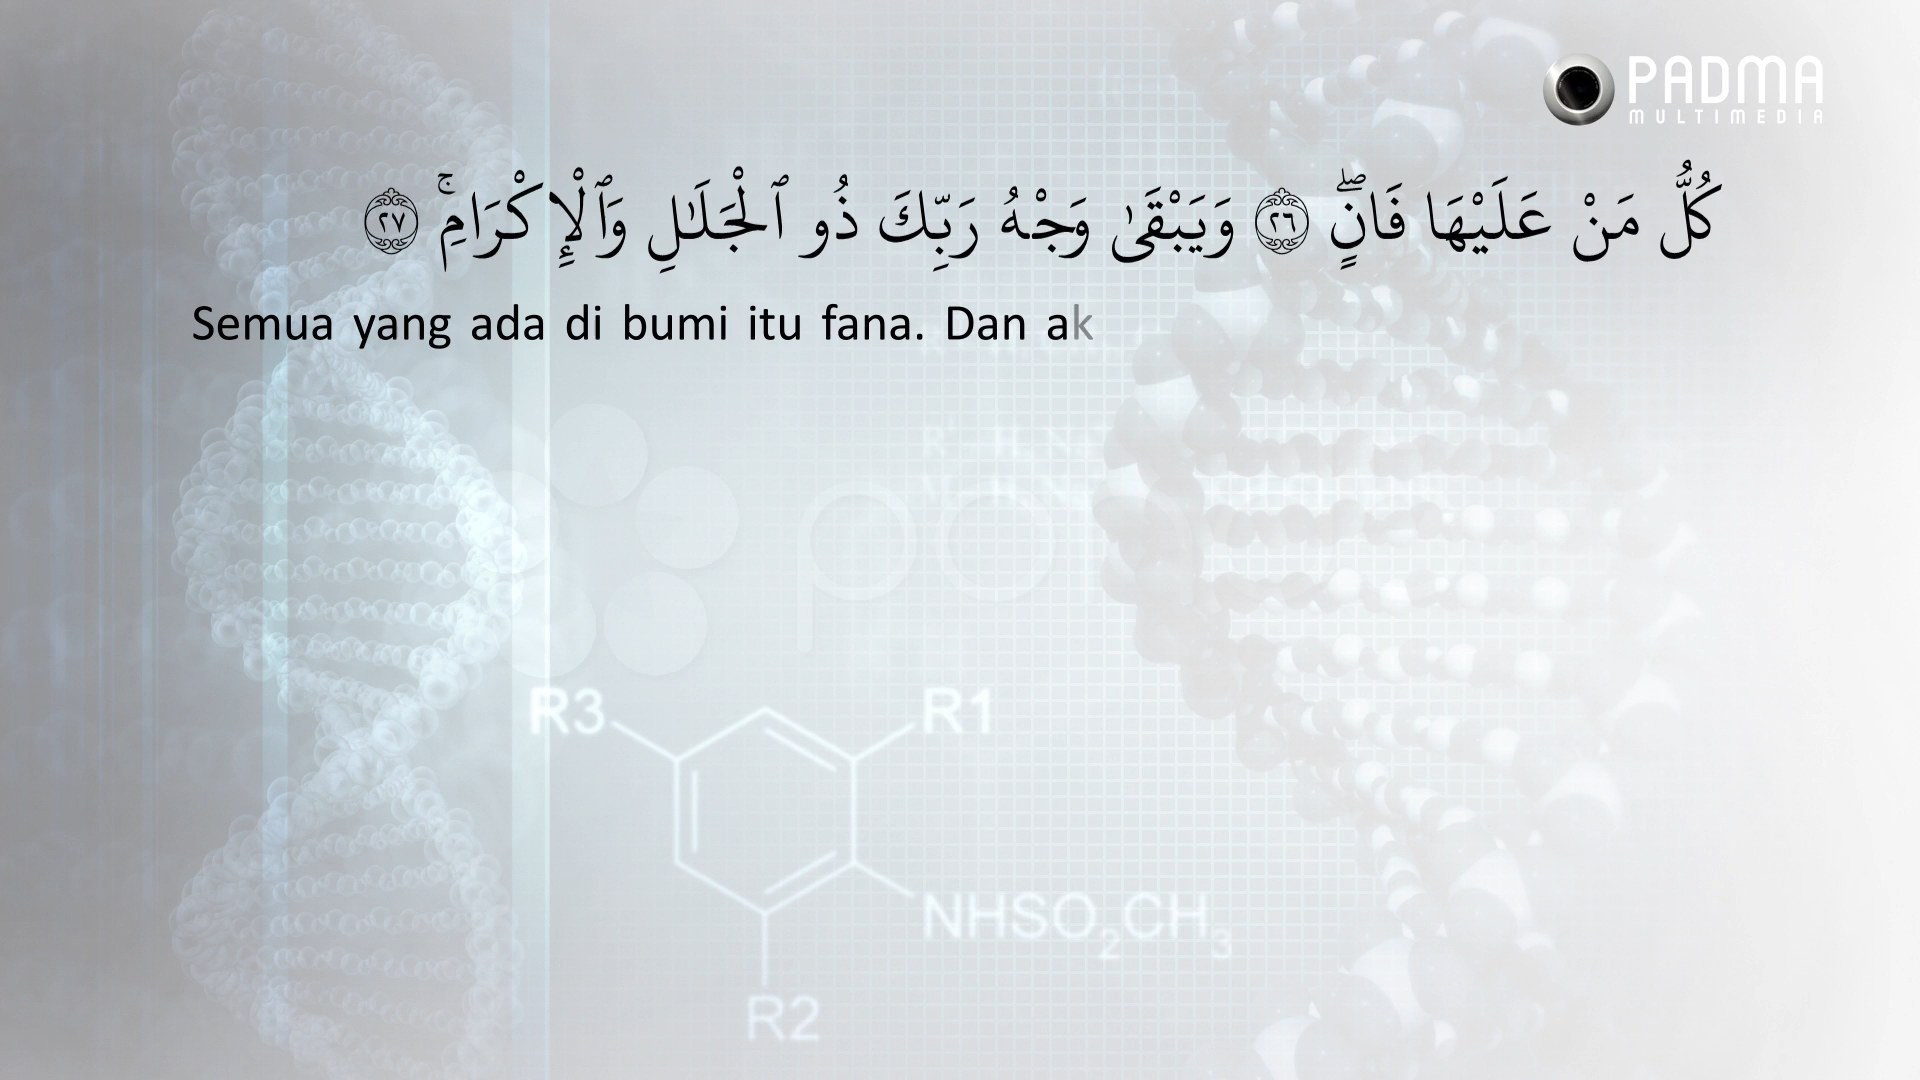 PADMA
MULTIMEDIA
كُلُّ مَنْ عَلَيْهَا فَانٍۖ ۝٢٦ وَيَبْقَىٰ وَجْهُ رَبِّكَ ذُو ٱلْجَلَـٰلِ وَٱلْإِكْرَامِۚ ۝٢٧
Semua yang ada di bumi itu fana. Dan ak
R3
R1
NHSO₂CH₃
R2